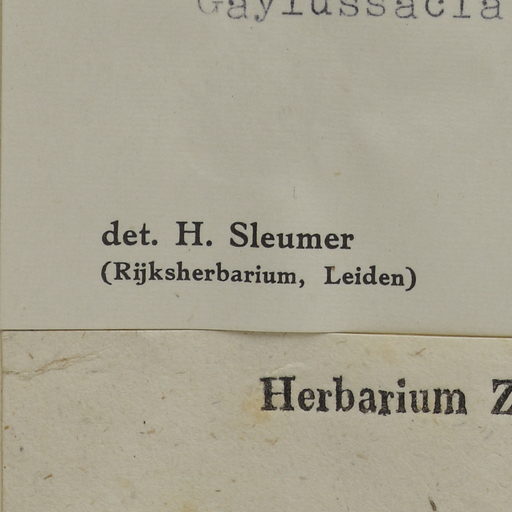 Gaylussacia
det. H. Sleumer
(Rijksherbarium, Leiden)
Herbarium